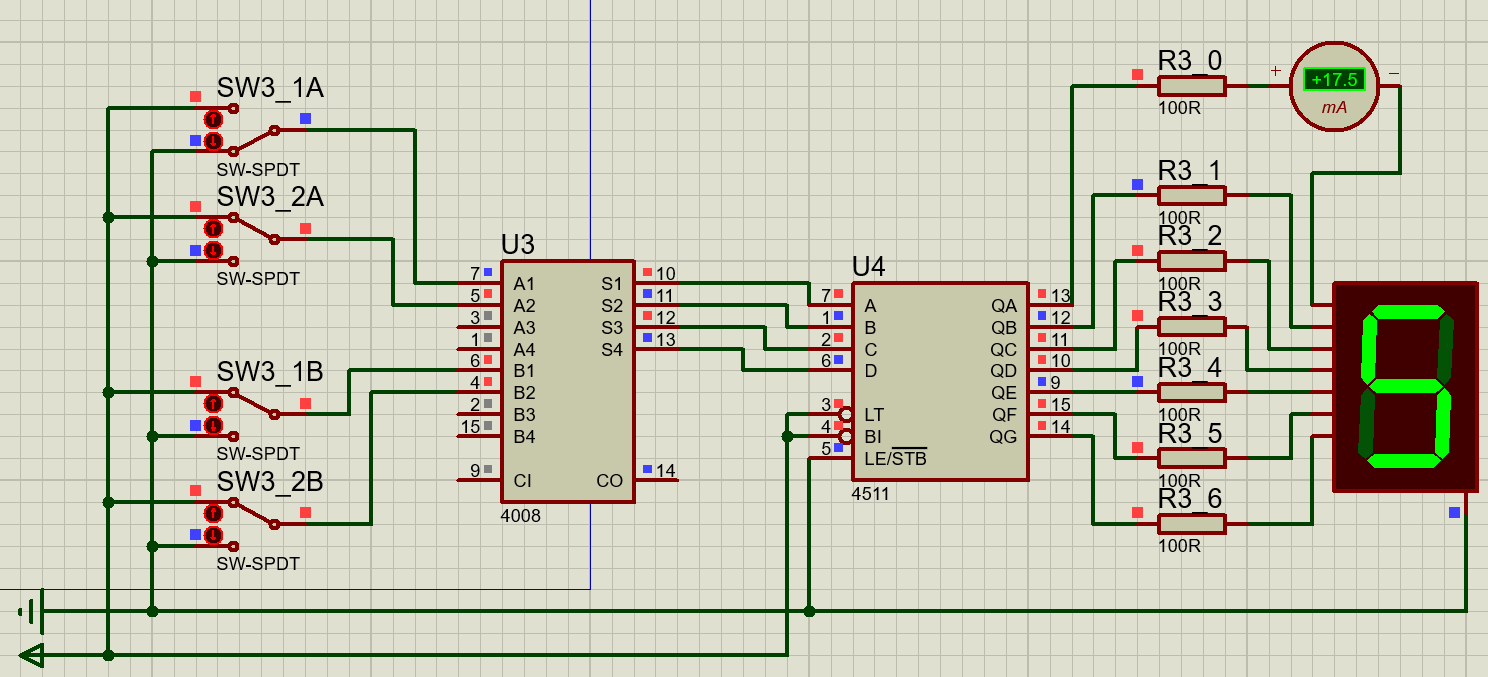 SW3_1A
SW-SPDT
SW3_2A
SW-SPDT
SW3_1B
SW-SPDT
SW3_2B
SW-SPDT
U3
7 A1 S1 10
5 A2 S2 11
3 A3 S3 12
1 A4 S4 13
6 B1
4 B2
2 B3
15 B4
9 CI CO 14
4008
U4
7 A QA 13
1 B QB 12
2 C QC 11
6 D QD 10
QE 9
3 LT QF 15
4 BI QG 14
5 LE/STB
4511
R3_0
100R
+ +17.5 −
mA
R3_1
100R
R3_2
100R
R3_3
100R
R3_4
100R
R3_5
100R
R3_6
100R
5